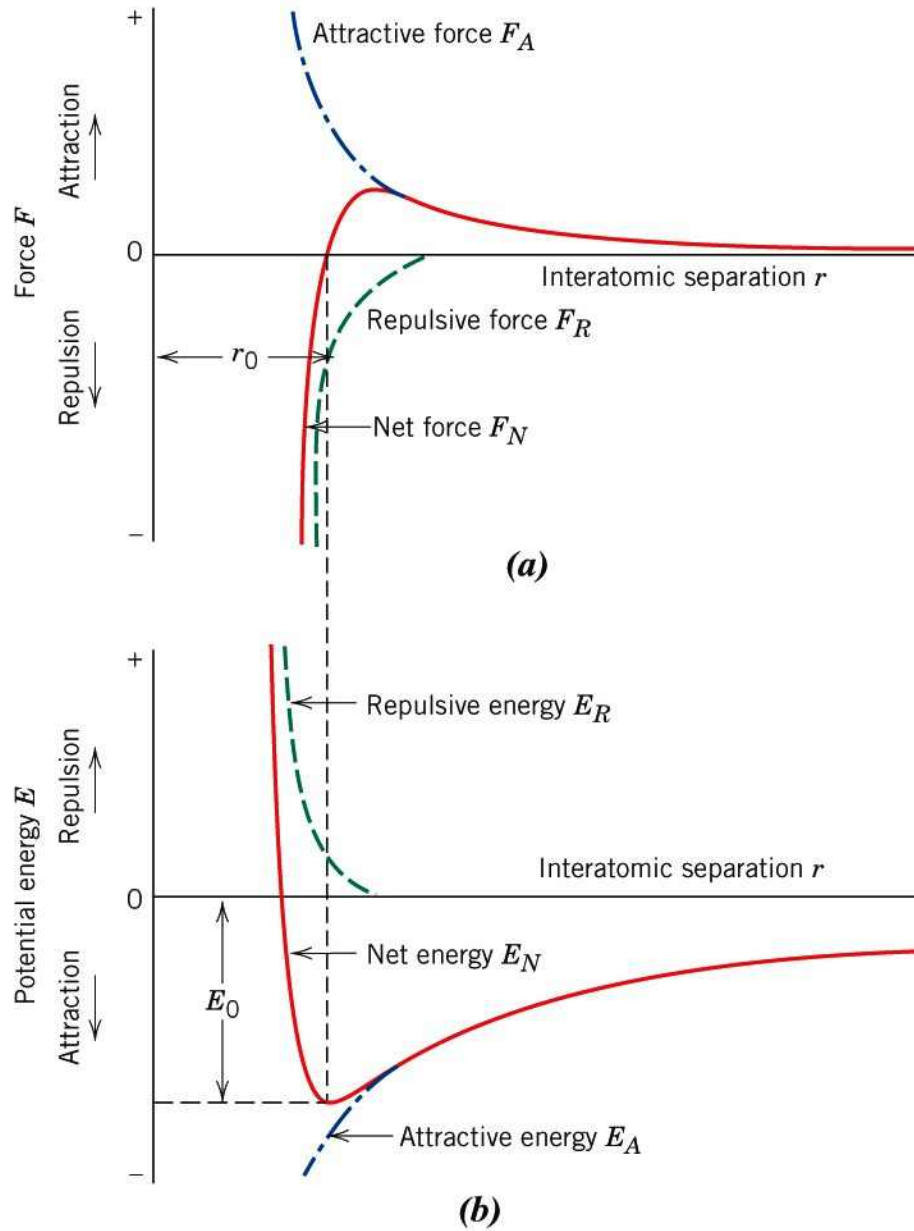 +
Attractive force F_A
Attraction
Force F
0
Interatomic separation r
Repulsive force F_R
r_0
Repulsion
Net force F_N
−
(a)
+
Repulsive energy E_R
Repulsion
Potential energy E
Interatomic separation r
0
Net energy E_N
Attraction
E_0
Attractive energy E_A
−
(b)